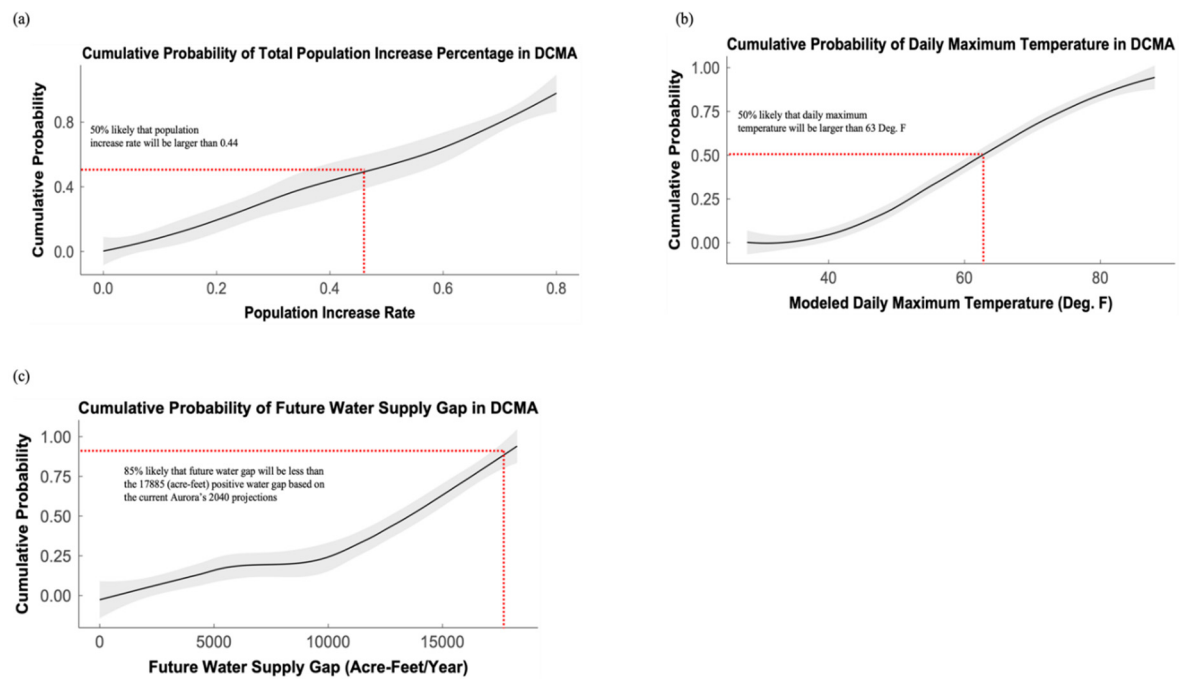 (a)
Cumulative Probability of Total Population Increase Percentage in DCMA
Cumulative Probability
0.8
0.4
0.0
50% likely that population
increase rate will be larger than 0.44
0.0 0.2 0.4 0.6 0.8
Population Increase Rate
(b)
Cumulative Probability of Daily Maximum Temperature in DCMA
Cumulative Probability
1.00
0.75
0.50
0.25
0.00
50% likely that daily maximum
temperature will be larger than 63 Deg. F
40 60 80
Modeled Daily Maximum Temperature (Deg. F)
(c)
Cumulative Probability of Future Water Supply Gap in DCMA
Cumulative Probability
1.00
0.75
0.50
0.25
0.00
85% likely that future water gap will be less than
the 17885 (acre-feet) positive water gap based on
the current Aurora's 2040 projections
0 5000 10000 15000
Future Water Supply Gap (Acre-Feet/Year)